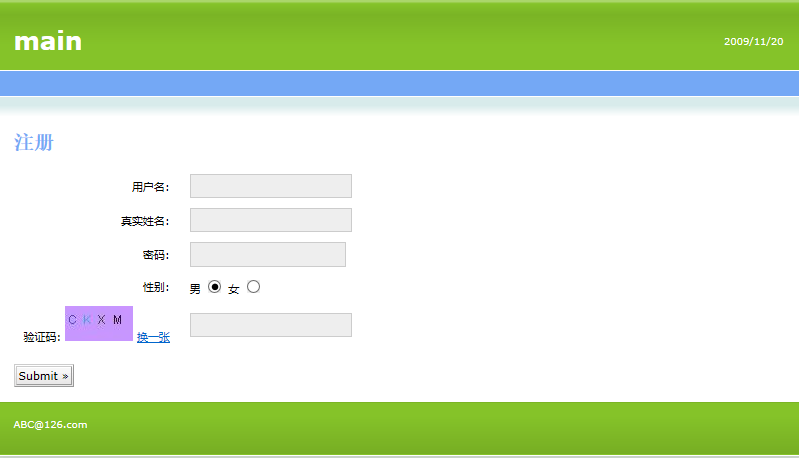 main
2009/11/20
注册
用户名:
真实姓名:
密码:
性别: 男 女
验证码: C K X M 换一张
Submit »
ABC@126.com